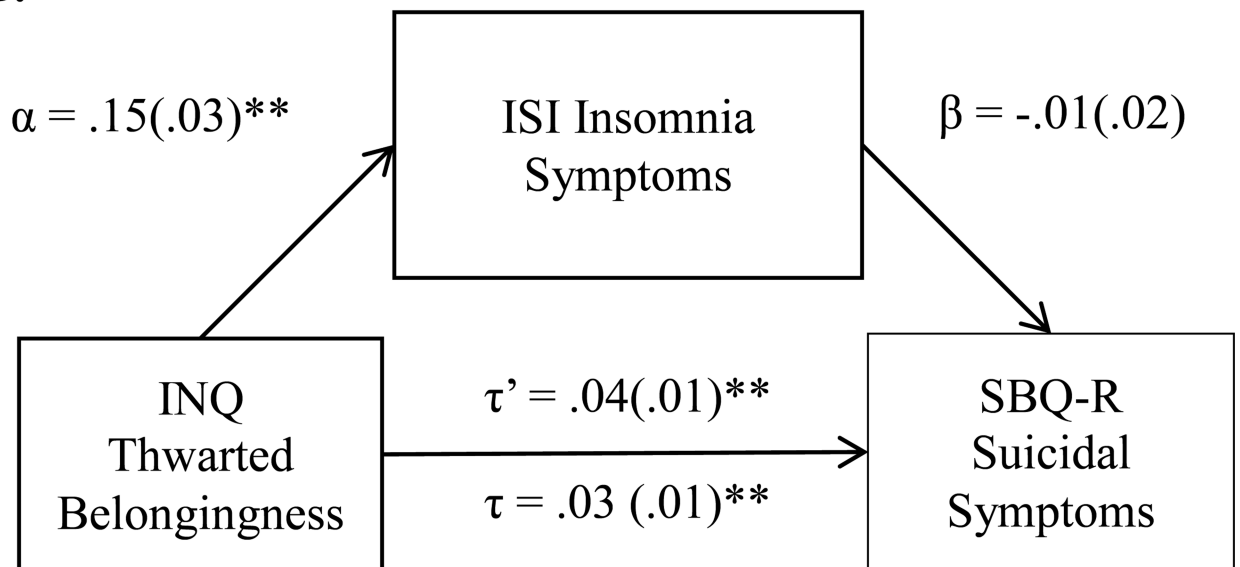 α = .15(.03)**
ISI Insomnia
Symptoms
β = -.01(.02)
INQ
Thwarted
Belongingness
τ’ = .04(.01)**
τ = .03 (.01)**
SBQ-R
Suicidal
Symptoms